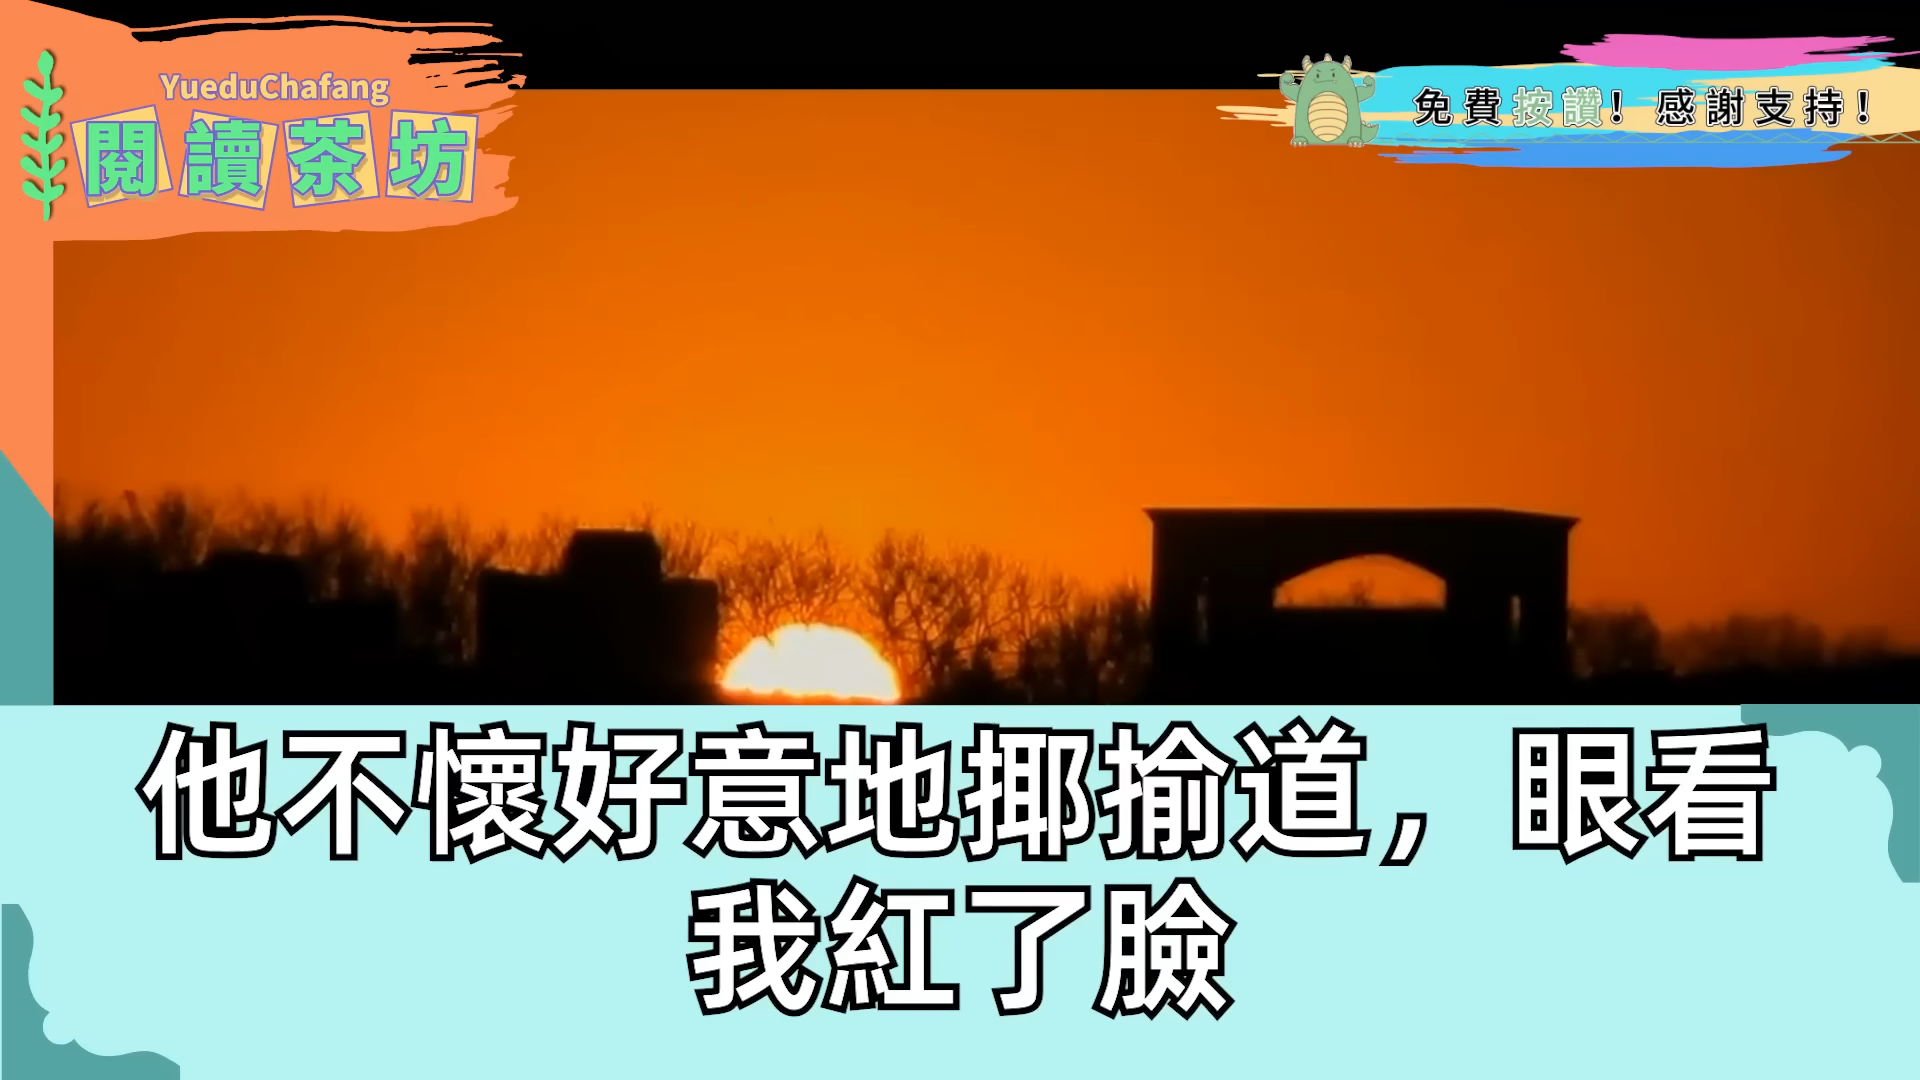 YueduChafang
閱讀茶坊
免費按讚！感謝支持！
他不懷好意地揶揄道，眼看
我紅了臉